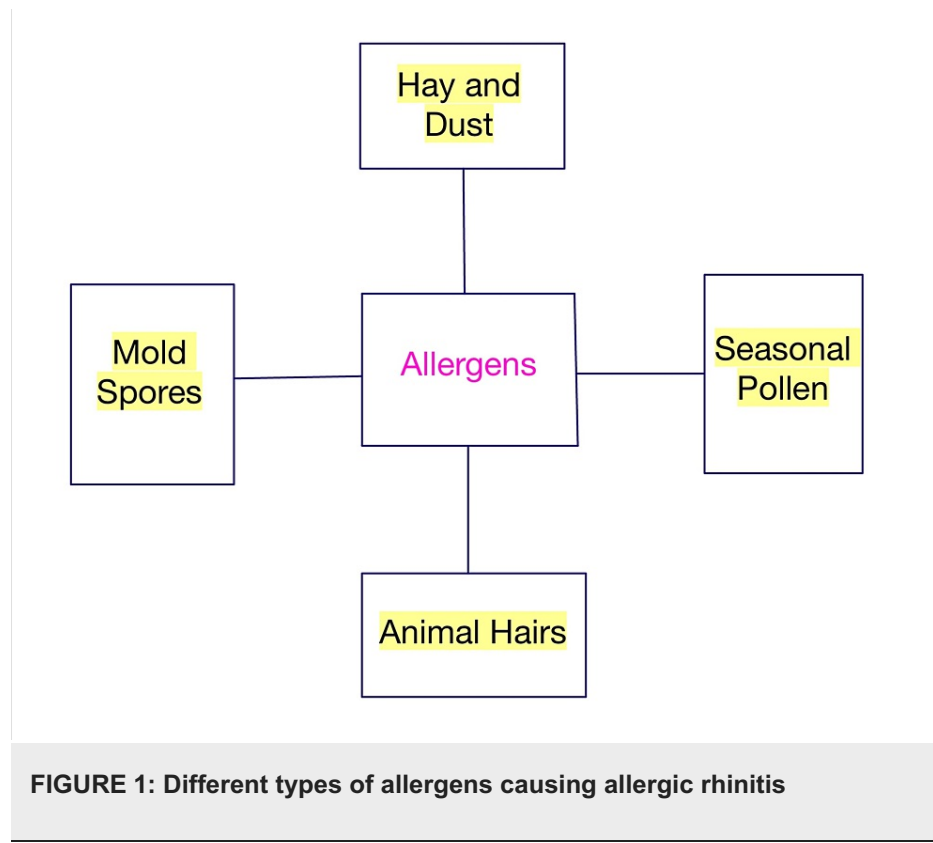 Hay and
Dust
Mold
Spores
Allergens
Seasonal
Pollen
Animal Hairs
FIGURE 1: Different types of allergens causing allergic rhinitis